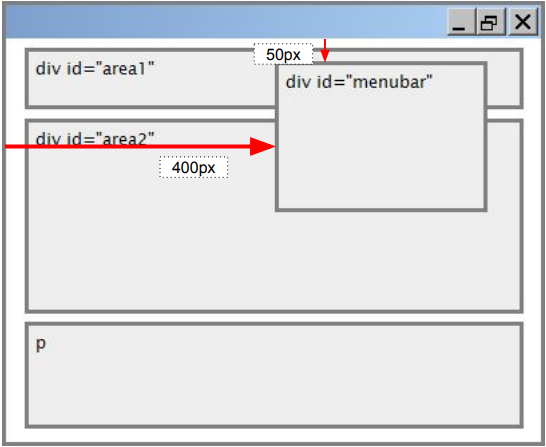 50px
div id="area1"
div id="menubar"
div id="area2"
400px
p